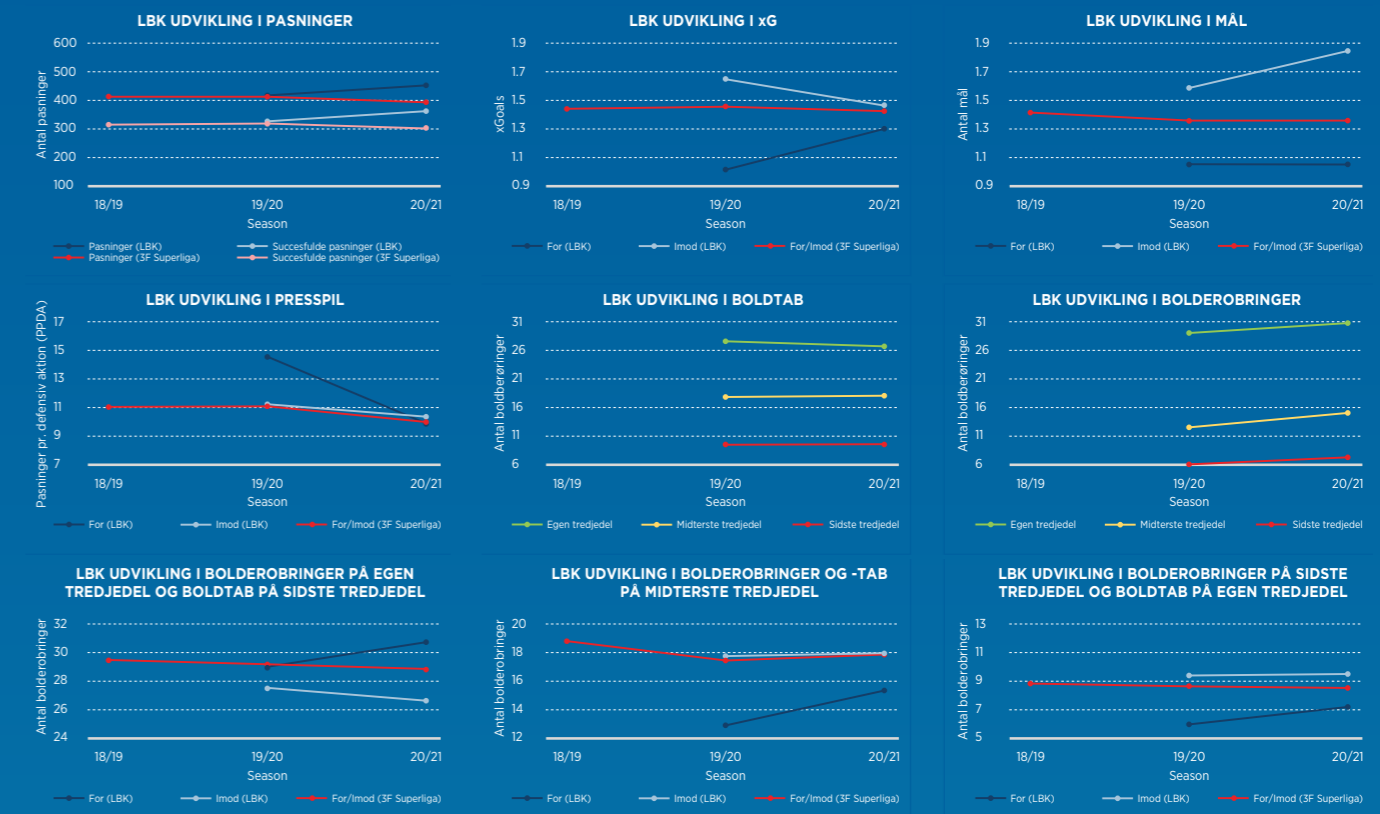 LBK UDVIKLING I PASNINGER
Antal pasninger
600
500
400
300
200
100
18/19 19/20 20/21
Season
Pasninger (LBK) Succesfulde pasninger (LBK)
Pasninger (3F Superliga) Succesfulde pasninger (3F Superliga)
LBK UDVIKLING I xG
xGoals
1.9
1.7
1.5
1.3
1.1
0.9
18/19 19/20 20/21
Season
For (LBK) Imod (LBK) For/Imod (3F Superliga)
LBK UDVIKLING I MÅL
Antal mål
1.9
1.7
1.5
1.3
1.1
0.9
18/19 19/20 20/21
Season
For (LBK) Imod (LBK) For/Imod (3F Superliga)
LBK UDVIKLING I PRESSPIL
Pasninger pr. defensiv aktion (PPDA)
17
15
13
11
9
7
18/19 19/20 20/21
Season
For (LBK) Imod (LBK) For/Imod (3F Superliga)
LBK UDVIKLING I BOLDTAB
Antal boldberøringer
31
26
21
16
11
6
18/19 19/20 20/21
Season
Egen tredjedel Midterste tredjedel Sidste tredjedel
LBK UDVIKLING I BOLDEROBRINGER
Antal boldberøringer
31
26
21
16
11
6
18/19 19/20 20/21
Season
Egen tredjedel Midterste tredjedel Sidste tredjedel
LBK UDVIKLING I BOLDEROBRINGER PÅ EGEN
TREDJEDEL OG BOLDTAB PÅ SIDSTE TREDJEDEL
Antal bolderobringer
32
30
28
26
24
18/19 19/20 20/21
Season
For (LBK) Imod (LBK) For/Imod (3F Superliga)
LBK UDVIKLING I BOLDEROBRINGER OG -TAB
PÅ MIDTERSTE TREDJEDEL
Antal bolderobringer
20
18
16
14
12
18/19 19/20 20/21
Season
For (LBK) Imod (LBK) For/Imod (3F Superliga)
LBK UDVIKLING I BOLDEROBRINGER PÅ SIDSTE
TREDJEDEL OG BOLDTAB PÅ EGEN TREDJEDEL
Antal bolderobringer
13
11
9
7
5
18/19 19/20 20/21
Season
For (LBK) Imod (LBK) For/Imod (3F Superliga)